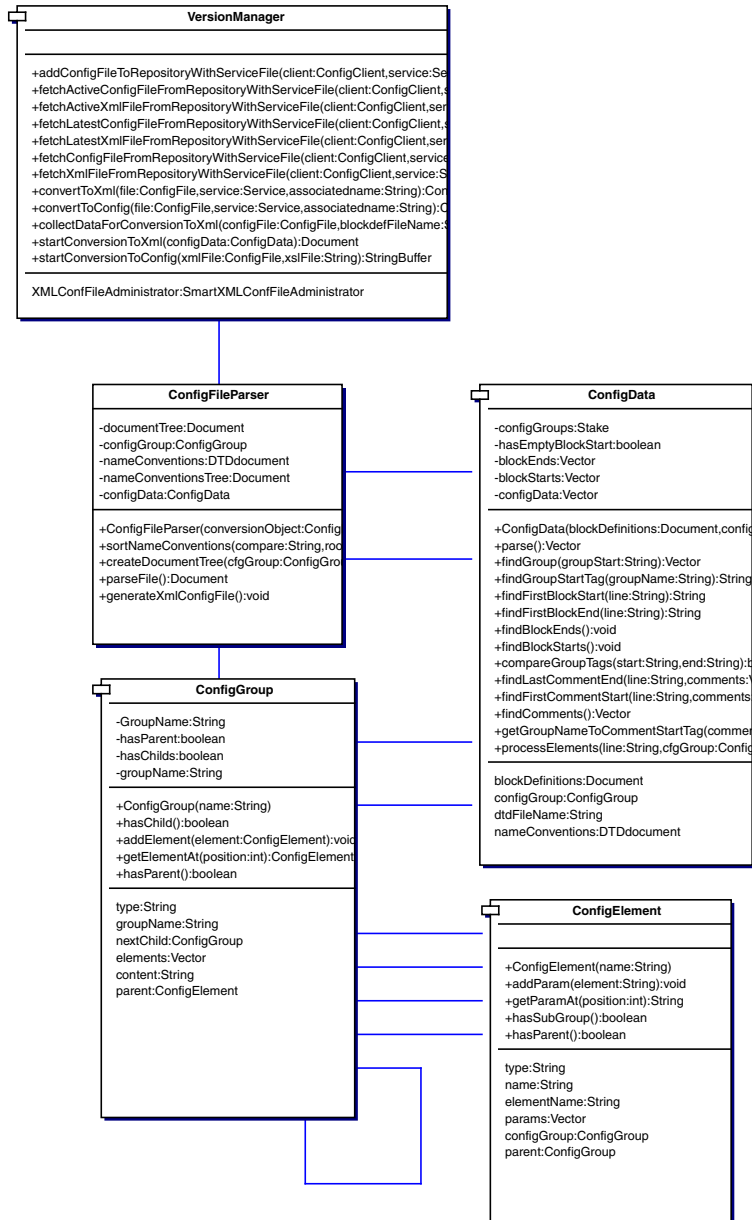 VersionManager
+addConfigFileToRepositoryWithServiceFile(client:ConfigClient,service:Se
+fetchActiveConfigFileFromRepositoryWithServiceFile(client:ConfigClient,s
+fetchActiveXmlFileFromRepositoryWithServiceFile(client:ConfigClient,ser
+fetchLatestConfigFileFromRepositoryWithServiceFile(client:ConfigClient,s
+fetchLatestXmlFileFromRepositoryWithServiceFile(client:ConfigClient,ser
+fetchConfigFileFromRepositoryWithServiceFile(client:ConfigClient,service
+fetchXmlFileFromRepositoryWithServiceFile(client:ConfigClient,service:S
+convertToXml(file:ConfigFile,service:Service,associatedname:String):Con
+convertToConfig(file:ConfigFile,service:Service,associatedname:String):C
+collectDataForConversionToXml(configFile:ConfigFile,blockdefFileName:S
+startConversionToXml(configData:ConfigData):Document
+startConversionToConfig(xmlFile:ConfigFile,xslFile:String):StringBuffer
XMLConfFileAdministrator:SmartXMLConfFileAdministrator
ConfigFileParser
-documentTree:Document
-configGroup:ConfigGroup
-nameConventions:DTDdocument
-nameConventionsTree:Document
-configData:ConfigData
+ConfigFileParser(conversionObject:Config
+sortNameConventions(compare:String,roo
+createDocumentTree(cfgGroup:ConfigGro
+parseFile():Document
+generateXmlConfigFile():void
ConfigData
-configGroups:Stake
-hasEmptyBlockStart:boolean
-blockEnds:Vector
-blockStarts:Vector
-configData:Vector
+ConfigData(blockDefinitions:Document,config
+parse():Vector
+findGroup(groupStart:String):Vector
+findGroupStartTag(groupName:String):String
+findFirstBlockStart(line:String):String
+findFirstBlockEnd(line:String):String
+findBlockEnds():void
+findBlockStarts():void
+compareGroupTags(start:String,end:String):b
+findLastCommentEnd(line:String,comments:V
+findFirstCommentStart(line:String,comments:
+findComments():Vector
+getGroupNameToCommentStartTag(commen
+processElements(line:String,cfgGroup:Config
blockDefinitions:Document
configGroup:ConfigGroup
dtdFileName:String
nameConventions:DTDdocument
ConfigGroup
-GroupName:String
-hasParent:boolean
-hasChilds:boolean
-groupName:String
+ConfigGroup(name:String)
+hasChild():boolean
+addElement(element:ConfigElement):void
+getElementAt(position:int):ConfigElement
+hasParent():boolean
type:String
groupName:String
nextChild:ConfigGroup
elements:Vector
content:String
parent:ConfigElement
ConfigElement
+ConfigElement(name:String)
+addParam(element:String):void
+getParamAt(position:int):String
+hasSubGroup():boolean
+hasParent():boolean
type:String
name:String
elementName:String
params:Vector
configGroup:ConfigGroup
parent:ConfigGroup